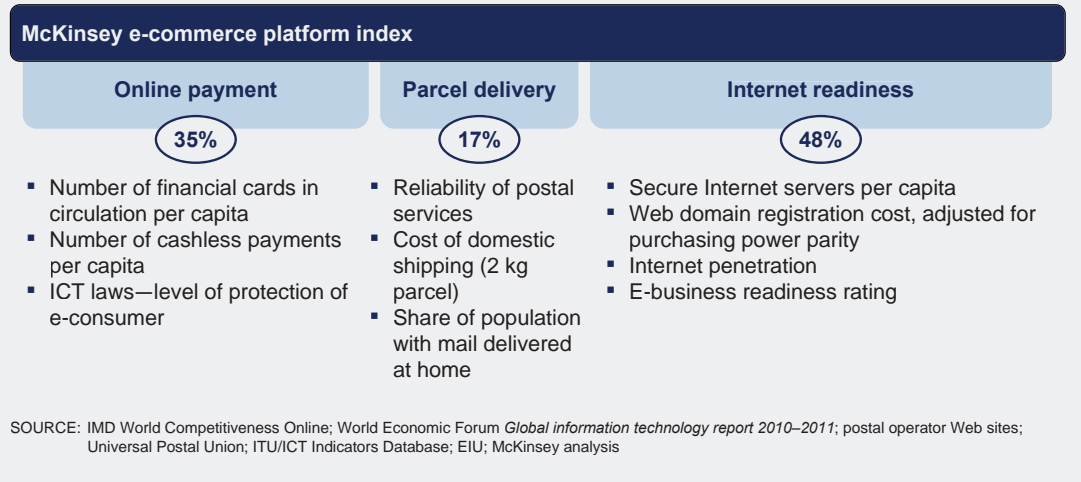 McKinsey e-commerce platform index
Online payment
35%
▪ Number of financial cards in
circulation per capita
▪ Number of cashless payments
per capita
▪ ICT laws—level of protection of
e-consumer
Parcel delivery
17%
▪ Reliability of postal
services
▪ Cost of domestic
shipping (2 kg
parcel)
▪ Share of population
with mail delivered
at home
Internet readiness
48%
▪ Secure Internet servers per capita
▪ Web domain registration cost, adjusted for
purchasing power parity
▪ Internet penetration
▪ E-business readiness rating
SOURCE: IMD World Competitiveness Online; World Economic Forum Global information technology report 2010–2011; postal operator Web sites;
Universal Postal Union; ITU/ICT Indicators Database; EIU; McKinsey analysis